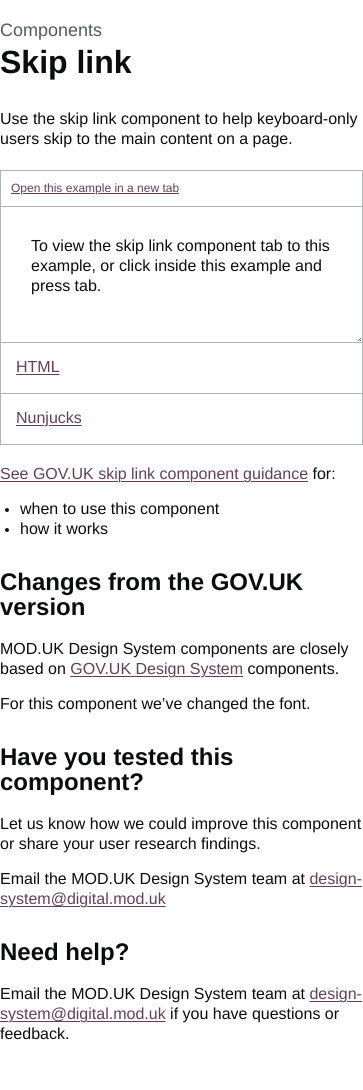 Components
Skip link
Use the skip link component to help keyboard-only
users skip to the main content on a page.
Open this example in a new tab
To view the skip link component tab to this
example, or click inside this example and
press tab.
HTML
Nunjucks
See GOV.UK skip link component guidance for:
• when to use this component
• how it works
Changes from the GOV.UK
version
MOD.UK Design System components are closely
based on GOV.UK Design System components.
For this component we’ve changed the font.
Have you tested this
component?
Let us know how we could improve this component
or share your user research findings.
Email the MOD.UK Design System team at design-
system@digital.mod.uk
Need help?
Email the MOD.UK Design System team at design-
system@digital.mod.uk if you have questions or
feedback.